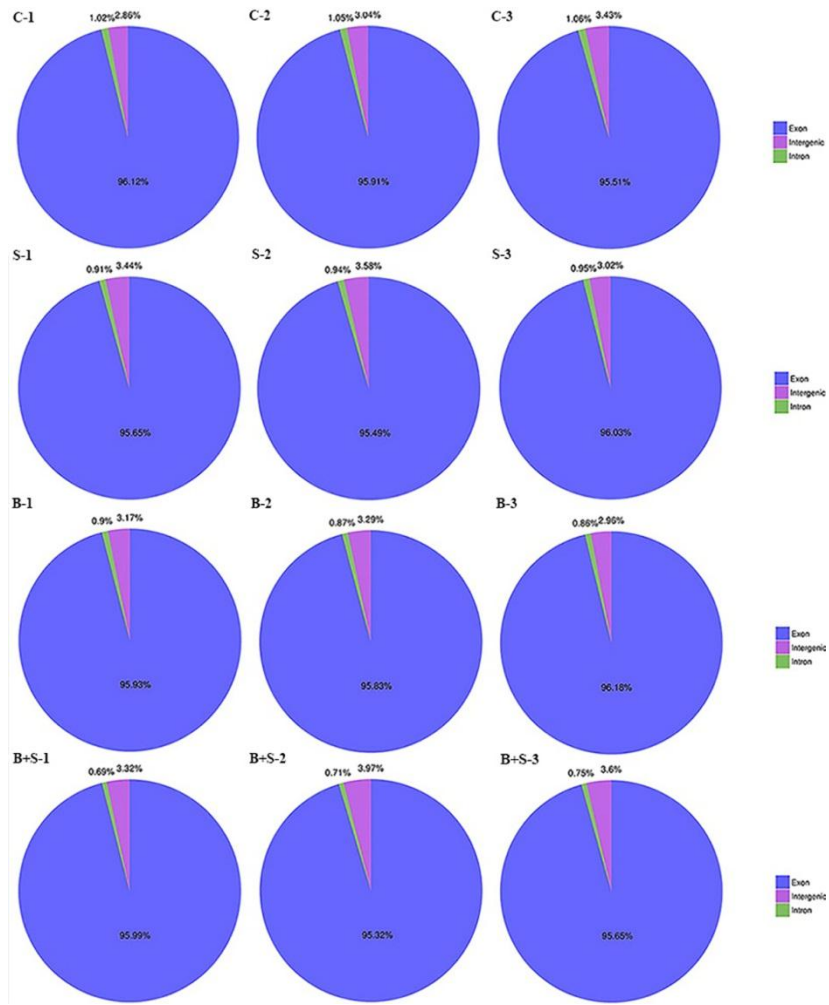 C-1 1.02% 2.86% C-2 1.05% 3.04% C-3 1.06% 3.43%
Exon
Intergenic
Intron
96.12% 95.91% 95.51%
S-1 0.91% 3.44% S-2 0.94% 3.58% S-3 0.95% 3.02%
Exon
Intergenic
Intron
95.65% 95.49% 96.03%
B-1 0.9% 3.17% B-2 0.87% 3.29% B-3 0.86% 2.96%
Exon
Intergenic
Intron
95.93% 95.83% 96.18%
B+S-1 0.69% 3.32% B+S-2 0.71% 3.97% B+S-3 0.75% 3.6%
Exon
Intergenic
Intron
95.99% 95.32% 95.65%